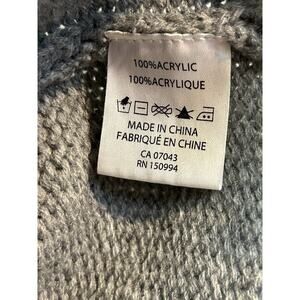 100%ACRYLIC
100%ACRYLIQUE
MADE IN CHINA
FABRIQUÉ EN CHINE
CA 07043
RN 150994